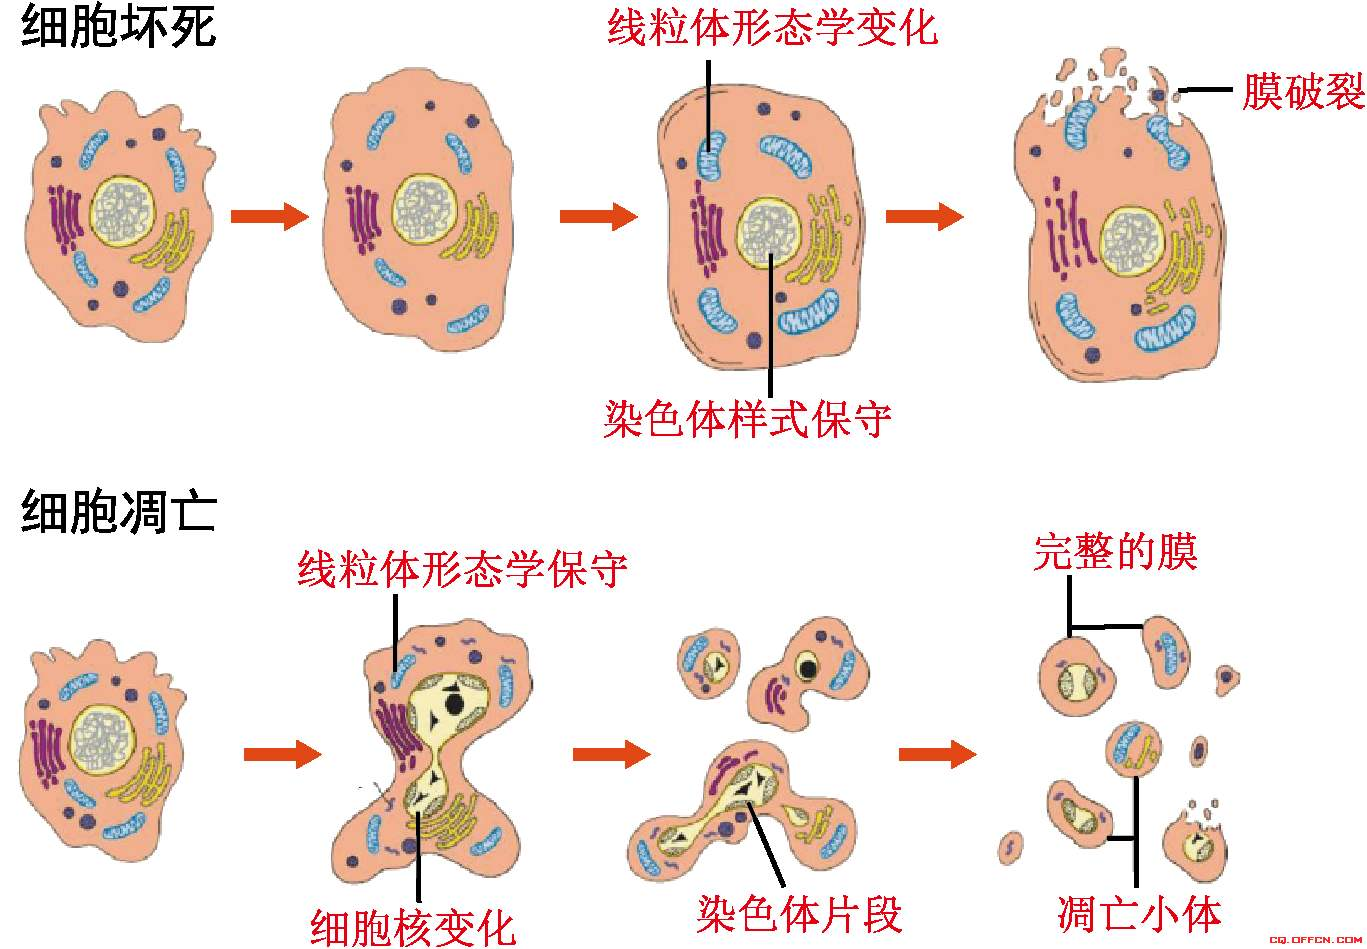 细胞坏死
线粒体形态学变化
膜破裂
染色体样式保守
细胞凋亡
线粒体形态学保守
完整的膜
细胞核变化
染色体片段
凋亡小体
CQ.OFFCN.COM